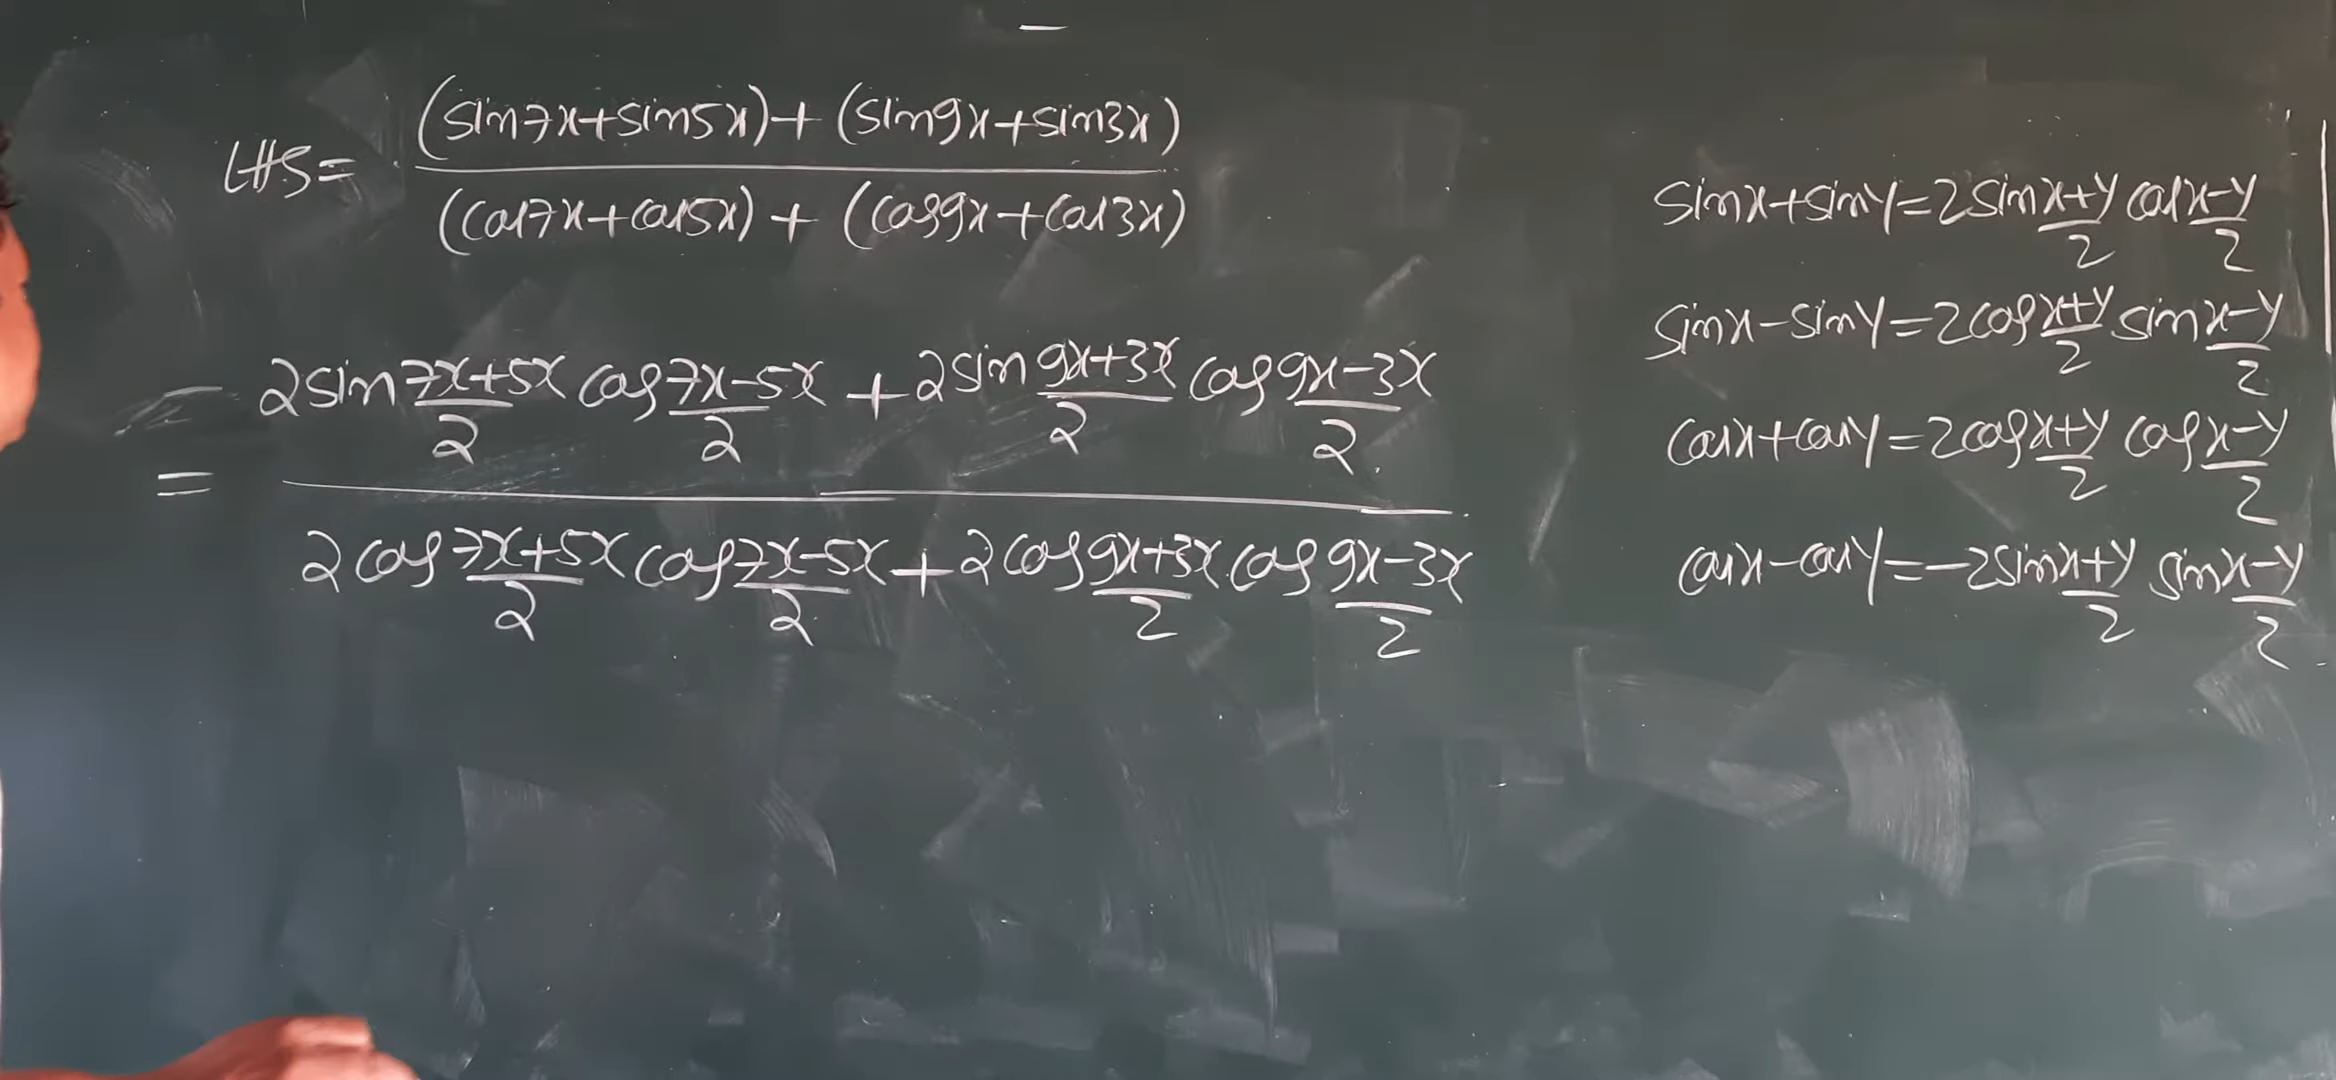 LHS = (sin7x+sin5x)+(sin9x+sin3x) / (cos7x+cos5x)+(cos9x+cos3x)
= 2sin 7x+5x/2 cos 7x-5x/2 + 2sin 9x+3x/2 cos 9x-3x/2 / 2cos 7x+5x/2 cos 7x-5x/2 + 2cos 9x+3x/2 cos 9x-3x/2
sinx+siny=2sin x+y/2 cos x-y/2
sinx-siny=2cos x+y/2 sin x-y/2
cosx+cosy=2cos x+y/2 cos x-y/2
cosx-cosy=-2sin x+y/2 sin x-y/2